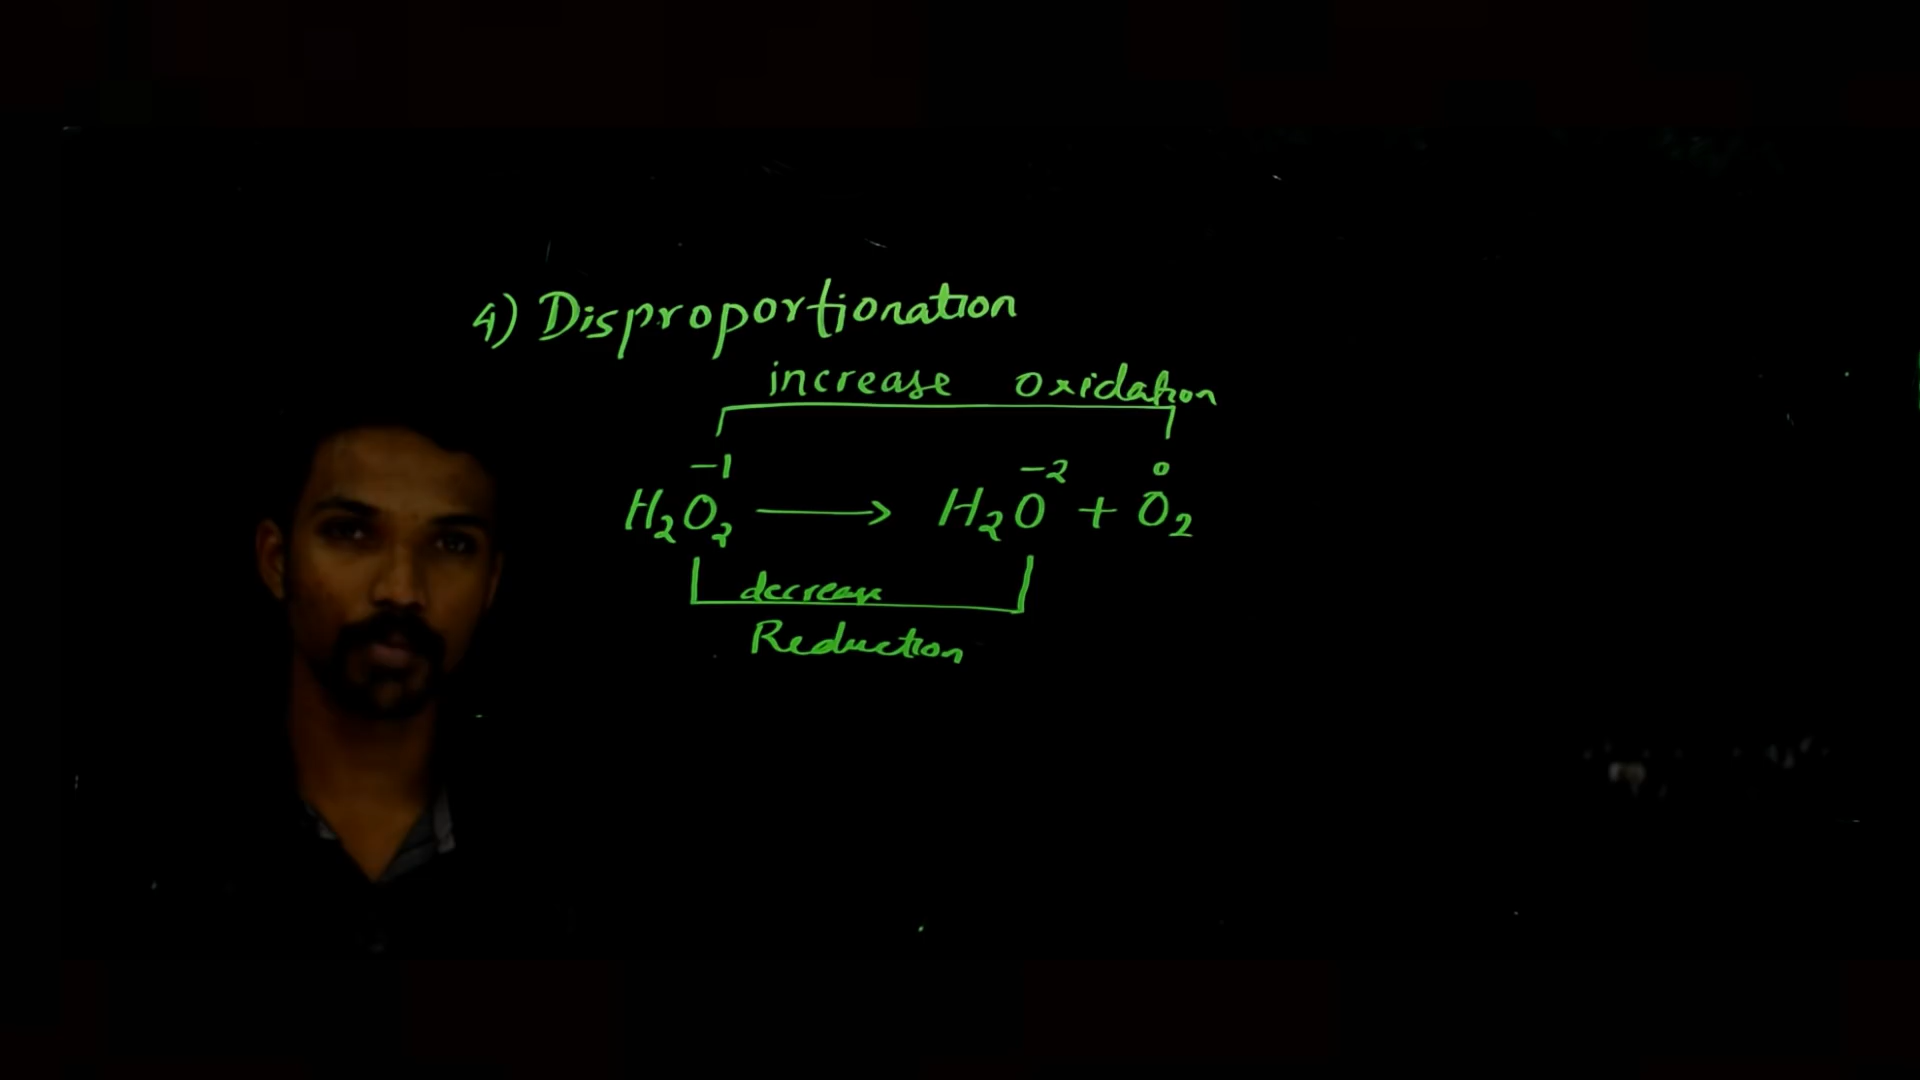 4) Disproportionation
increase oxidation
-1 -2 0
H₂O₂ → H₂O + O₂
decrease
Reduction